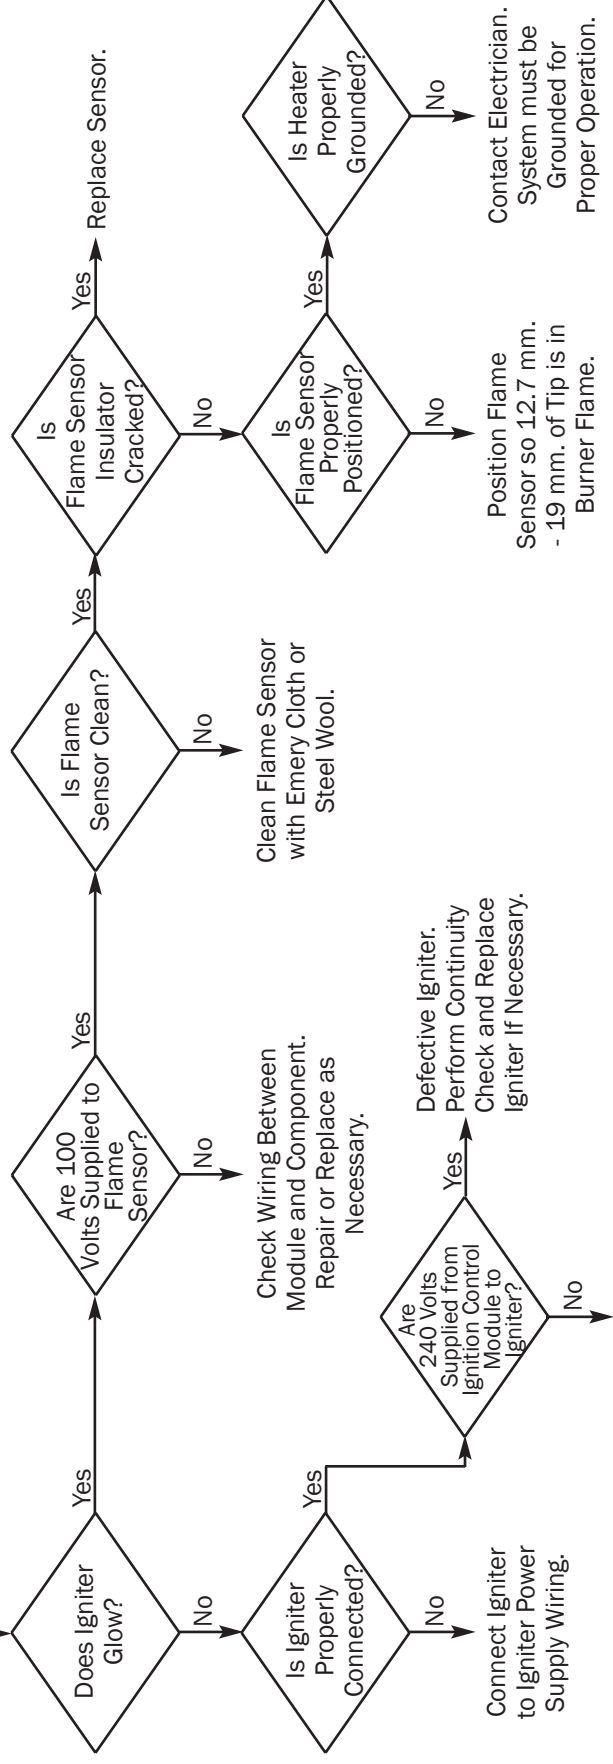 Does Igniter
Glow?
Yes
No
Are 100
Volts Supplied to
Flame
Sensor?
Yes
No
Check Wiring Between
Module and Component.
Repair or Replace as
Necessary.
Is Flame
Sensor Clean?
Yes
No
Clean Flame Sensor
with Emery Cloth or
Steel Wool.
Is
Flame Sensor
Insulator
Cracked?
Yes
Replace Sensor.
No
Is
Flame Sensor
Properly
Positioned?
Yes
No
Position Flame
Sensor so 12.7 mm.
- 19 mm. of Tip is in
Burner Flame.
Is Heater
Properly
Grounded?
No
Contact Electrician.
System must be
Grounded for
Proper Operation.
Is Igniter
Properly
Connected?
Yes
No
Connect Igniter
to Igniter Power
Supply Wiring.
Are
240 Volts
Supplied from
Ignition Control
Module to
Igniter?
Yes
No
Defective Igniter.
Perform Continuity
Check and Replace
Igniter If Necessary.